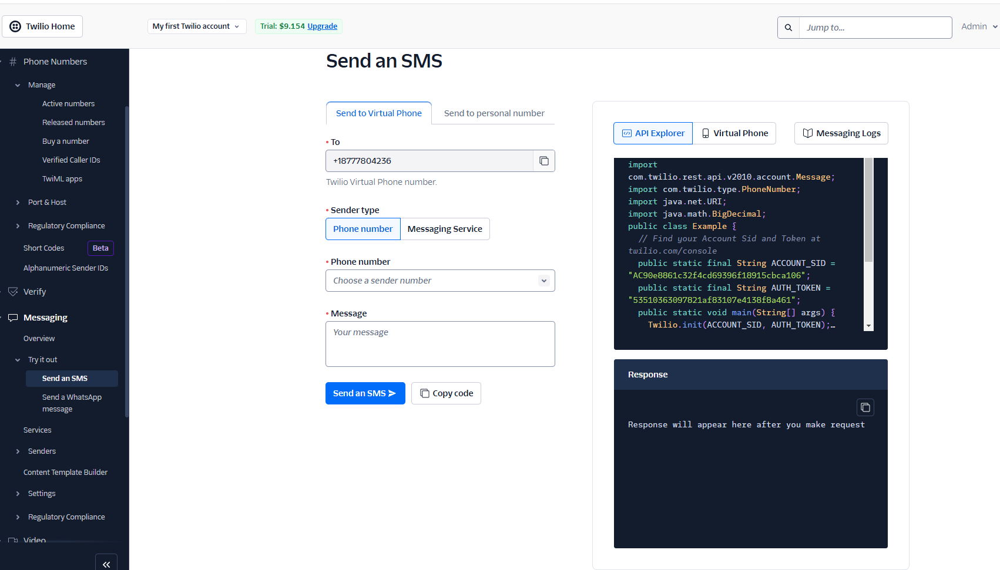 Twilio Home
My first Twilio account
Trial: $9.154 Upgrade
Jump to...
Admin
# Phone Numbers
Manage
Active numbers
Released numbers
Buy a number
Verified Caller IDs
TwiML apps
Port & Host
Regulatory Compliance
Short Codes Beta
Alphanumeric Sender IDs
Verify
Messaging
Overview
Try it out
Send an SMS
Send a WhatsApp
message
Services
Senders
Content Template Builder
Settings
Regulatory Compliance
Video
Send an SMS
Send to Virtual Phone Send to personal number
To
+18777804236
Twilio Virtual Phone number.
Sender type
Phone number Messaging Service
Phone number
Choose a sender number
Message
Your message
Send an SMS Copy code
API Explorer Virtual Phone Messaging Logs
import
com.twilio.rest.api.v2010.account.Message;
import com.twilio.type.PhoneNumber;
import java.net.URI;
import java.math.BigDecimal;
public class Example {
// Find your Account Sid and Token at
twilio.com/console
public static final String ACCOUNT_SID =
"AC90e8861c32f4cd69396f18915cbca106";
public static final String AUTH_TOKEN =
"53510363097821af83107e4138f8a461";
public static void main(String[] args) {
Twilio.init(ACCOUNT_SID, AUTH_TOKEN);…
Response
Response will appear here after you make request